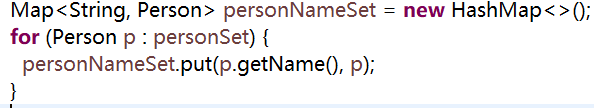 Map<String, Person> personNameSet = new HashMap<>();
for (Person p : personSet) {
personNameSet.put(p.getName(), p);
}